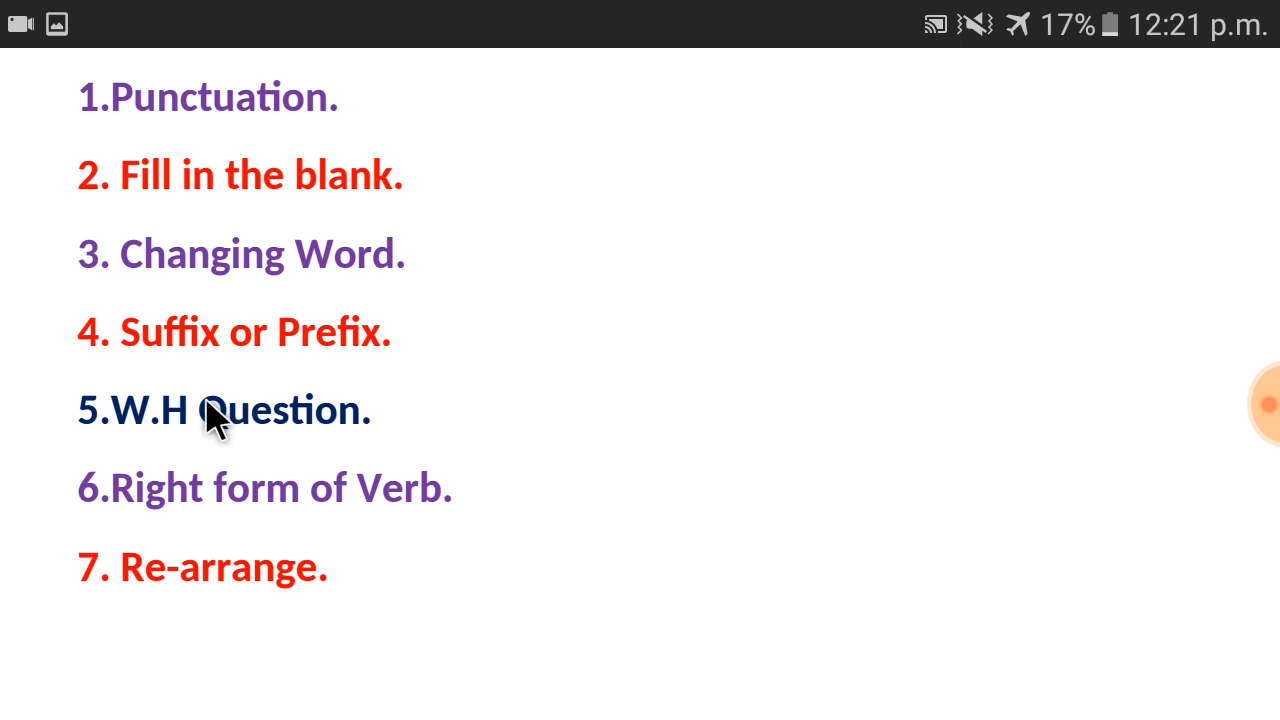 17% 12:21 p.m.
1.Punctuation.
2. Fill in the blank.
3. Changing Word.
4. Suffix or Prefix.
5.W.H Question.
6.Right form of Verb.
7. Re-arrange.